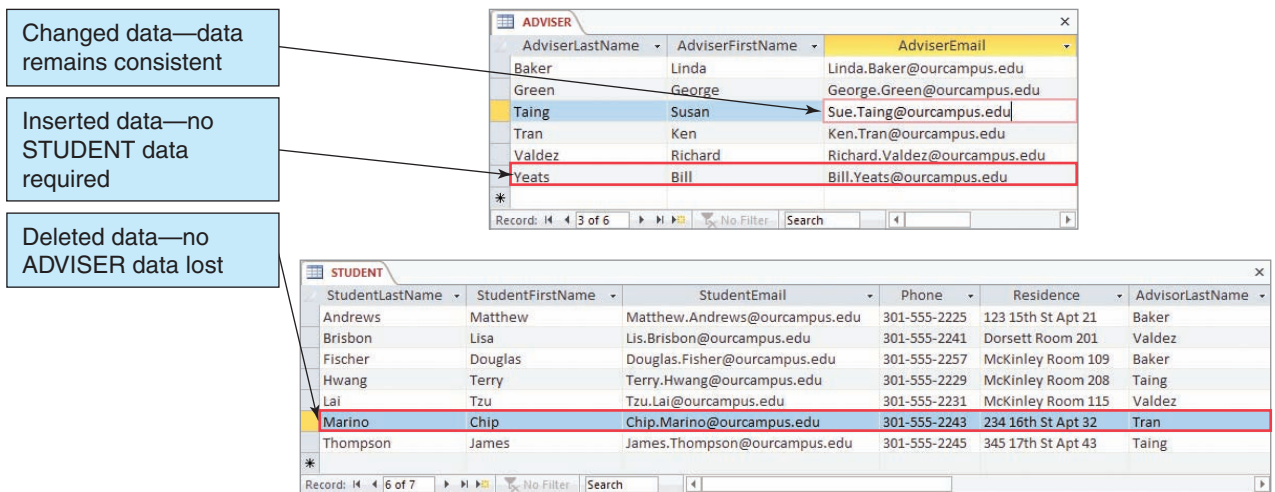 Changed data—data
remains consistent
Inserted data—no
STUDENT data
required
Deleted data—no
ADVISER data lost
ADVISER
AdviserLastName AdviserFirstName AdviserEmail
Baker Linda Linda.Baker@ourcampus.edu
Green George George.Green@ourcampus.edu
Taing Susan Sue.Taing@ourcampus.edu
Tran Ken Ken.Tran@ourcampus.edu
Valdez Richard Richard.Valdez@ourcampus.edu
Yeats Bill Bill.Yeats@ourcampus.edu
Record: 3 of 6 No Filter Search
STUDENT
StudentLastName StudentFirstName StudentEmail Phone Residence AdvisorLastName
Andrews Matthew Matthew.Andrews@ourcampus.edu 301-555-2225 123 15th St Apt 21 Baker
Brisbon Lisa Lis.Brisbon@ourcampus.edu 301-555-2241 Dorsett Room 201 Valdez
Fischer Douglas Douglas.Fisher@ourcampus.edu 301-555-2257 McKinley Room 109 Baker
Hwang Terry Terry.Hwang@ourcampus.edu 301-555-2229 McKinley Room 208 Taing
Lai Tzu Tzu.Lai@ourcampus.edu 301-555-2231 McKinley Room 115 Valdez
Marino Chip Chip.Marino@ourcampus.edu 301-555-2243 234 16th St Apt 32 Tran
Thompson James James.Thompson@ourcampus.edu 301-555-2245 345 17th St Apt 43 Taing
Record: 6 of 7 No Filter Search